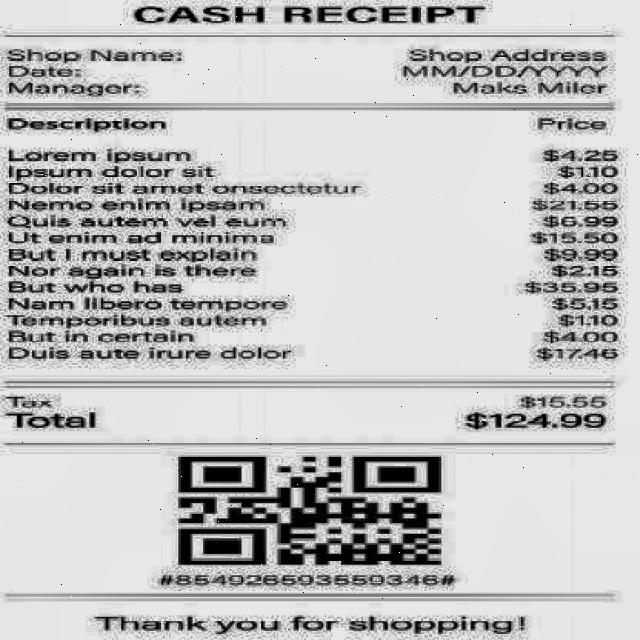 CASH RECEIPT
Shop Name: Shop Address
Date: MM/DD/YYYY
Manager: Maks Miler
Description Price
Lorem ipsum $4.25
Ipsum dolor sit $1.10
Dolor sit amet onsectetur $4.00
Nemo enim ipsam $21.55
Quis autem vel eum $6.99
Ut enim ad minima $15.50
But I must explain $9.99
Nor again is there $2.15
But who has $35.95
Nam libero tempore $5.15
Temporibus autem $1.10
But in certain $4.00
Duis aute irure dolor $17.46
Tax $15.55
Total $124.99
#8549265935590346#
Thank you for shopping!